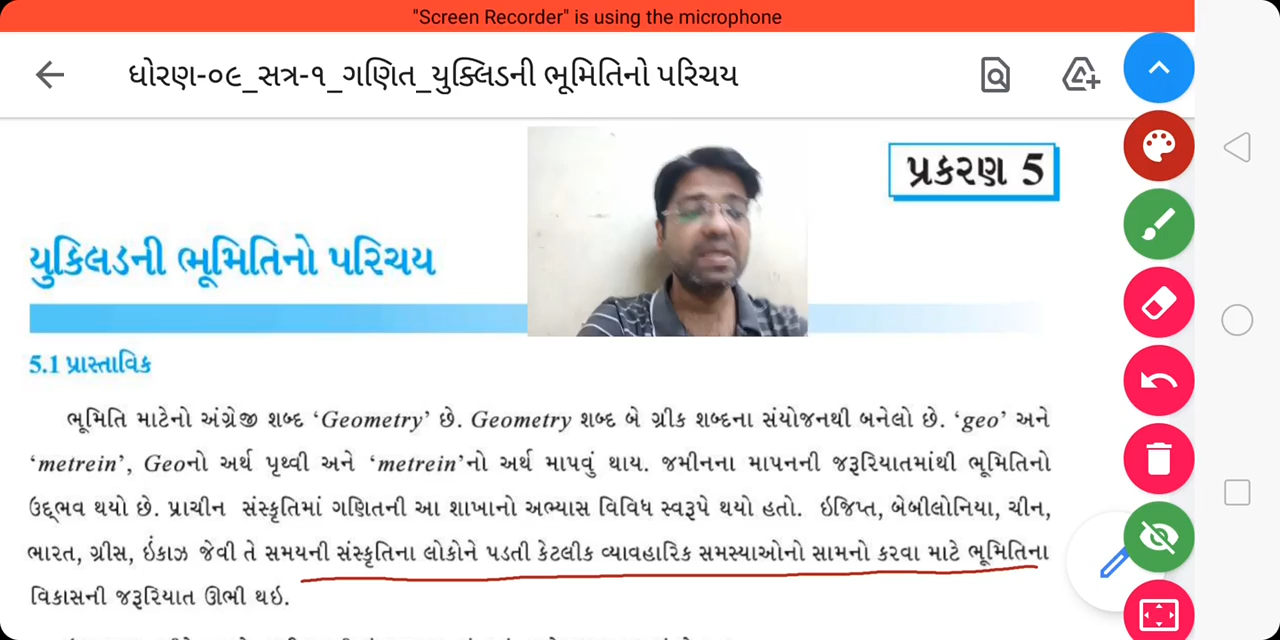 "Screen Recorder" is using the microphone
ધોરણ-૦૯_સત્ર-૧_ગણિત_યુક્લિડની ભૂમિતિનો પરિચય
પ્રકરણ 5
યુક્લિડની ભૂમિતિનો પરિચય
5.1 પ્રાસ્તાવિક
ભૂમિતિ માટેનો અંગ્રેજી શબ્દ ‘Geometry’ છે. Geometry શબ્દ બે ગ્રીક શબ્દના સંયોજનથી બનેલો છે. ‘geo’ અને
‘metrein’, Geoનો અર્થ પૃથ્વી અને ‘metrein’નો અર્થ માપવું થાય. જમીનના માપનની જરૂરિયાતમાંથી ભૂમિતિનો
ઉદ્ભવ થયો છે. પ્રાચીન સંસ્કૃતિમાં ગણિતની આ શાખાનો અભ્યાસ વિવિધ સ્વરૂપે થયો હતો. ઇજિપ્ત, બેબીલોનિયા, ચીન,
ભારત, ગ્રીસ, ઇંકાઝ જેવી તે સમયની સંસ્કૃતિના લોકોને પડતી કેટલીક વ્યાવહારિક સમસ્યાઓનો સામનો કરવા માટે ભૂમિતિના
વિકાસની જરૂરિયાત ઊભી થઇ.